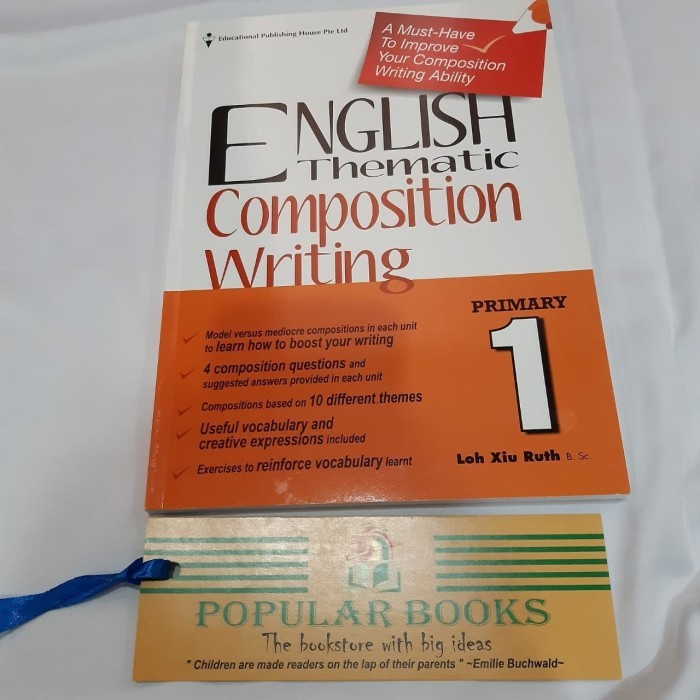 Educational Publishing House Pte Ltd
A Must-Have
To Improve
Your Composition
Writing Ability
ENGLISH
Thematic
Composition
Writing
PRIMARY
1
Model versus mediocre compositions in each unit
to learn how to boost your writing
4 composition questions and
suggested answers provided in each unit
Compositions based on 10 different themes
Useful vocabulary and
creative expressions included
Exercises to reinforce vocabulary learnt
Loh Xiu Ruth B. Sc.
POPULAR BOOKS
The bookstore with big ideas
" Children are made readers on the lap of their parents " ~Emilie Buchwald~